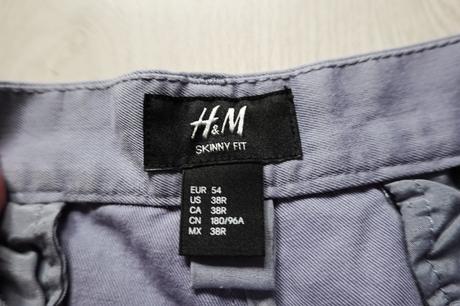 H&M
SKINNY FIT
EUR 54
US 38R
CA 38R
CN 180/96A
MX 38R